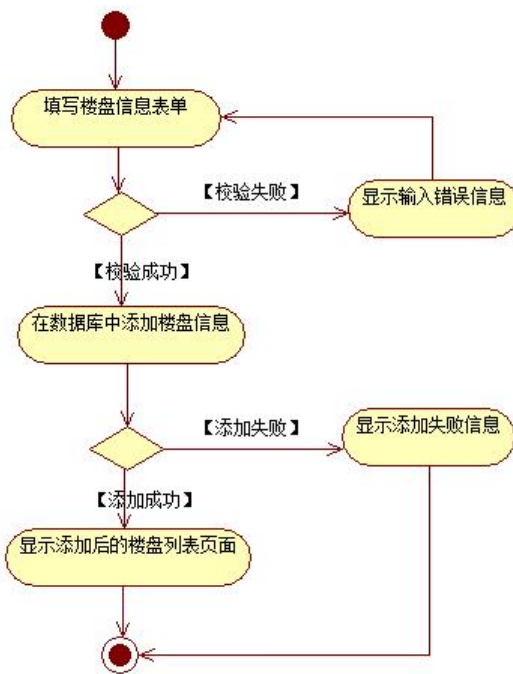 填写楼盘信息表单
【校验失败】
显示输入错误信息
【校验成功】
在数据库中添加楼盘信息
【添加失败】
显示添加失败信息
【添加成功】
显示添加后的楼盘列表页面